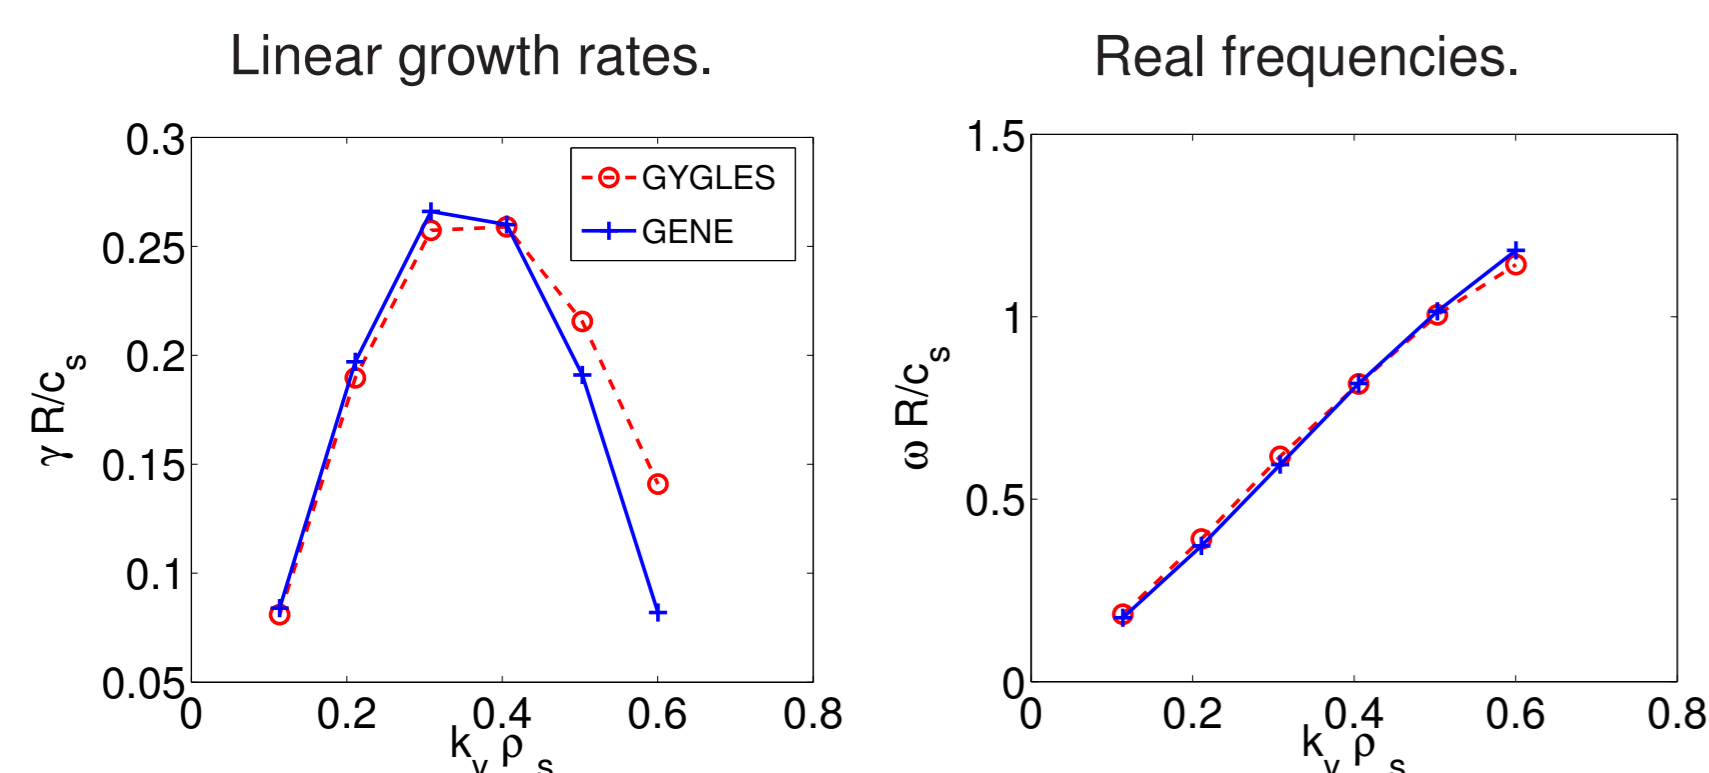 Linear growth rates.
Real frequencies.
0.3
0.25
0.2
0.15
0.1
0.05
0
0.2
0.4
0.6
0.8
γ R/c_s
k_y ρ_s
GYGLES
GENE
1.5
1
0.5
0
0
0.2
0.4
0.6
0.8
ω R/c_s
k_y ρ_s